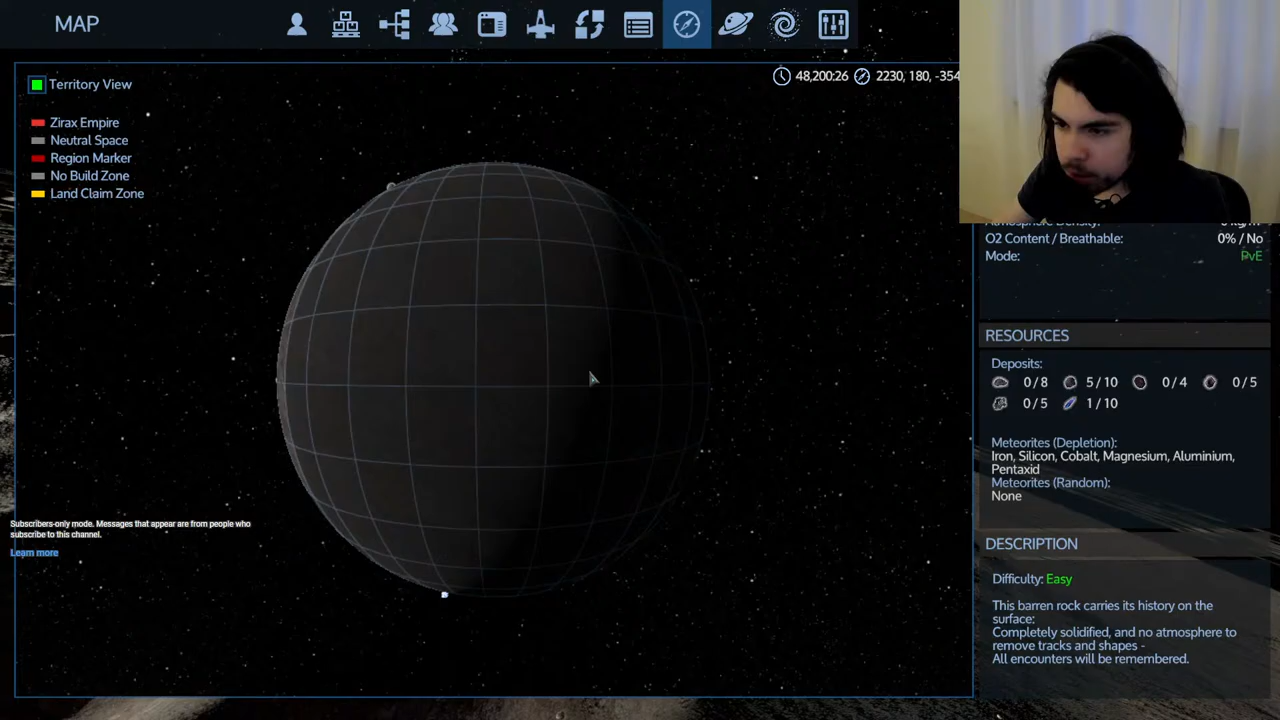 MAP
Territory View
48,200:26 2230, 180, -354
Zirax Empire
Neutral Space
Region Marker
No Build Zone
Land Claim Zone
O2 Content / Breathable: 0% / No
Mode: PvE
RESOURCES
Deposits:
0/8 5/10 0/4 0/5
0/5 1/10
Meteorites (Depletion):
Iron, Silicon, Cobalt, Magnesium, Aluminium,
Pentaxid
Meteorites (Random):
None
Subscribers-only mode. Messages that appear are from people who
subscribe to this channel.
Learn more
DESCRIPTION
Difficulty: Easy
This barren rock carries its history on the
surface:
Completely solidified, and no atmosphere to
remove tracks and shapes -
All encounters will be remembered.